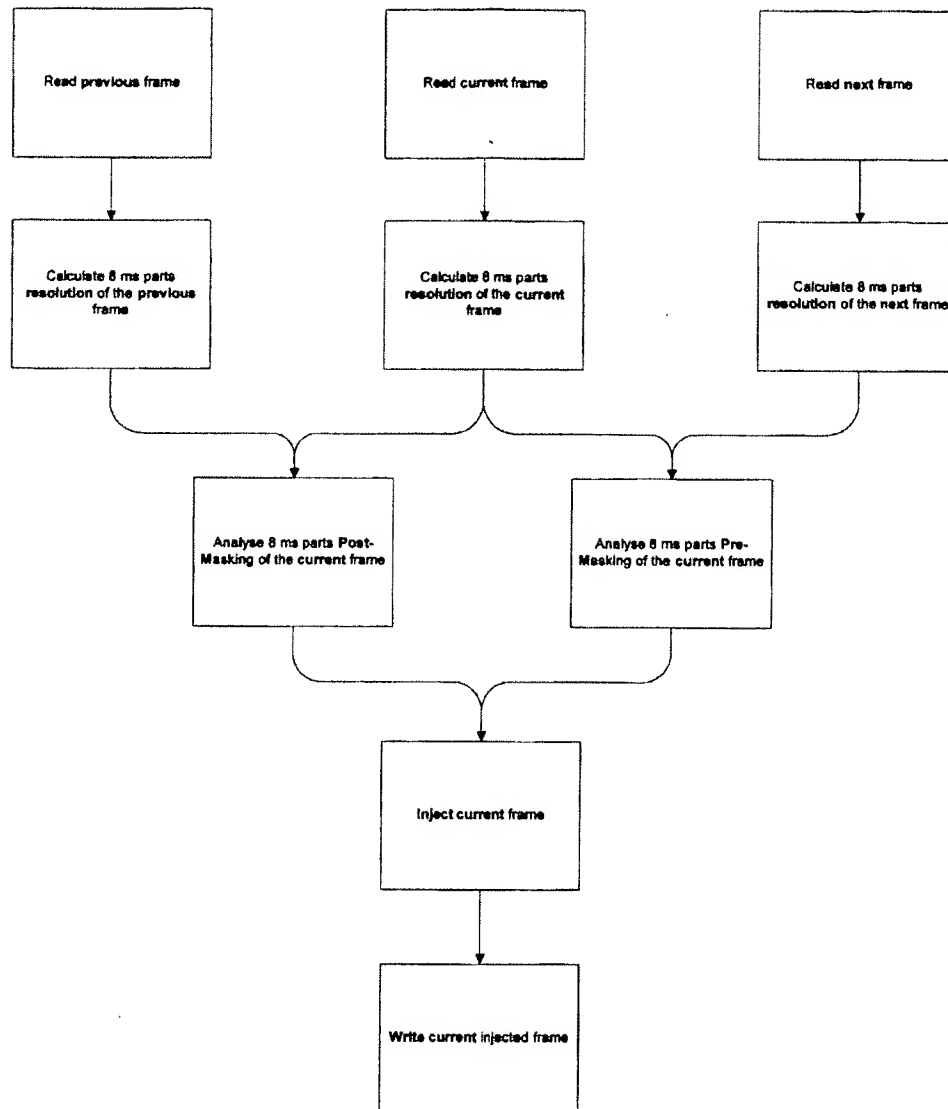 Read previous frame
Read current frame
Read next frame
Calculate 8 ms parts
resolution of the previous
frame
Calculate 8 ms parts
resolution of the current
frame
Calculate 8 ms parts
resolution of the next frame
Analyse 8 ms parts Post-
Masking of the current frame
Analyse 8 ms parts Pre-
Masking of the current frame
Inject current frame
Write current injected frame